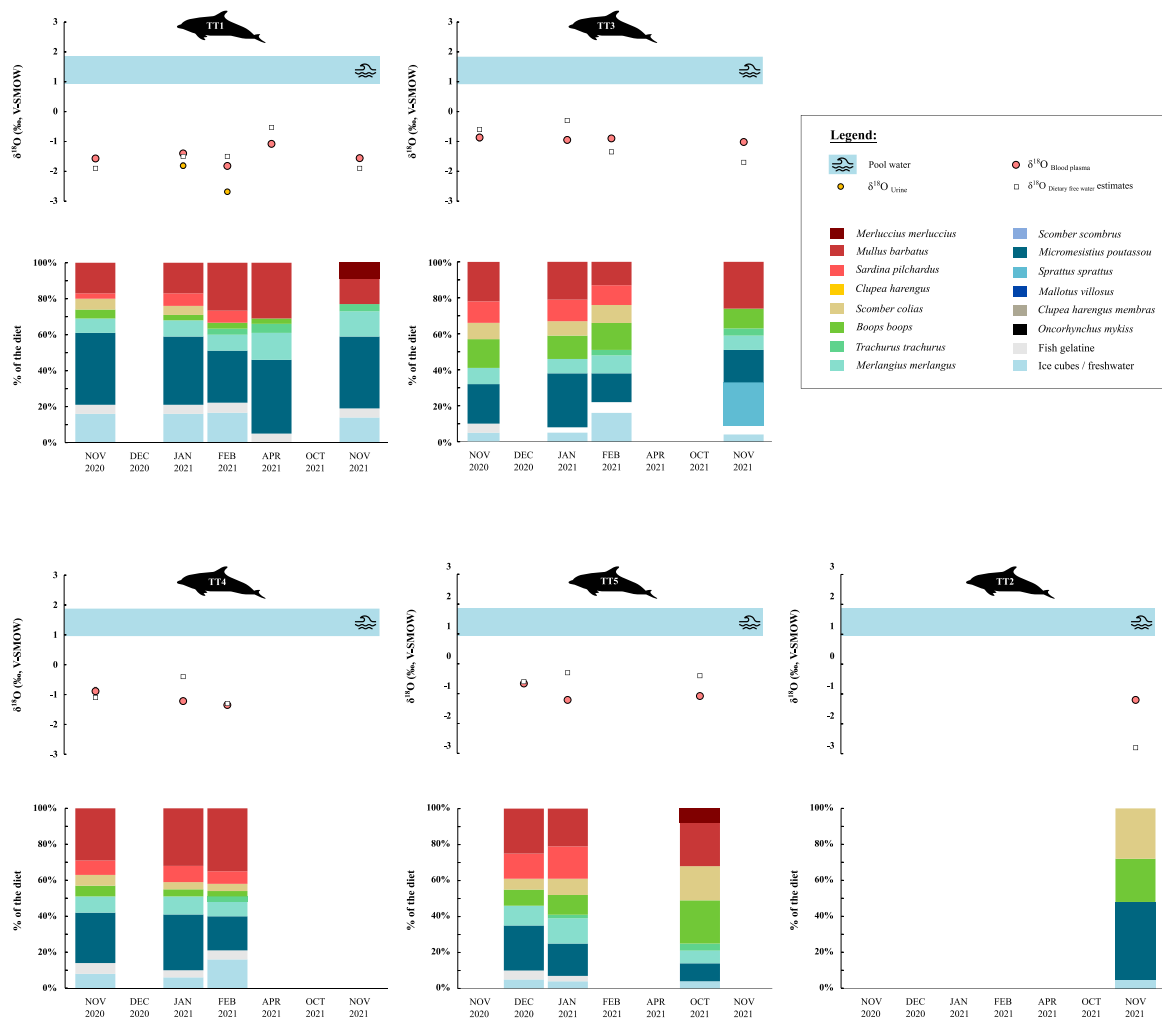 TT1
3
2
1
0
-1
-2
-3
δ18O (‰, V-SMOW)
100%
80%
60%
40%
20%
0%
% of the diet
NOV DEC JAN FEB APR OCT NOV
2020 2020 2021 2021 2021 2021 2021
TT3
3
2
1
0
-1
-2
-3
δ18O (‰, V-SMOW)
100%
80%
60%
40%
20%
0%
% of the diet
NOV DEC JAN FEB APR OCT NOV
2020 2020 2021 2021 2021 2021 2021
Legend:
Pool water
δ18O Blood plasma
δ18O Urine
δ18O Dietary free water estimates
Merluccius merluccius
Mullus barbatus
Sardina pilchardus
Clupea harengus
Scomber colias
Boops boops
Trachurus trachurus
Merlangius merlangus
Scomber scombrus
Micromesistius poutassou
Sprattus sprattus
Mallotus villosus
Clupea harengus membras
Oncorhynchus mykiss
Fish gelatine
Ice cubes / freshwater
TT4
3
2
1
0
-1
-2
-3
δ18O (‰, V-SMOW)
100%
80%
60%
40%
20%
0%
% of the diet
NOV DEC JAN FEB APR OCT NOV
2020 2020 2021 2021 2021 2021 2021
TT5
3
2
1
0
-1
-2
-3
δ18O (‰, V-SMOW)
100%
80%
60%
40%
20%
0%
% of the diet
NOV DEC JAN FEB APR OCT NOV
2020 2020 2021 2021 2021 2021 2021
TT2
3
2
1
0
-1
-2
-3
δ18O (‰, V-SMOW)
100%
80%
60%
40%
20%
0%
% of the diet
NOV DEC JAN FEB APR OCT NOV
2020 2020 2021 2021 2021 2021 2021